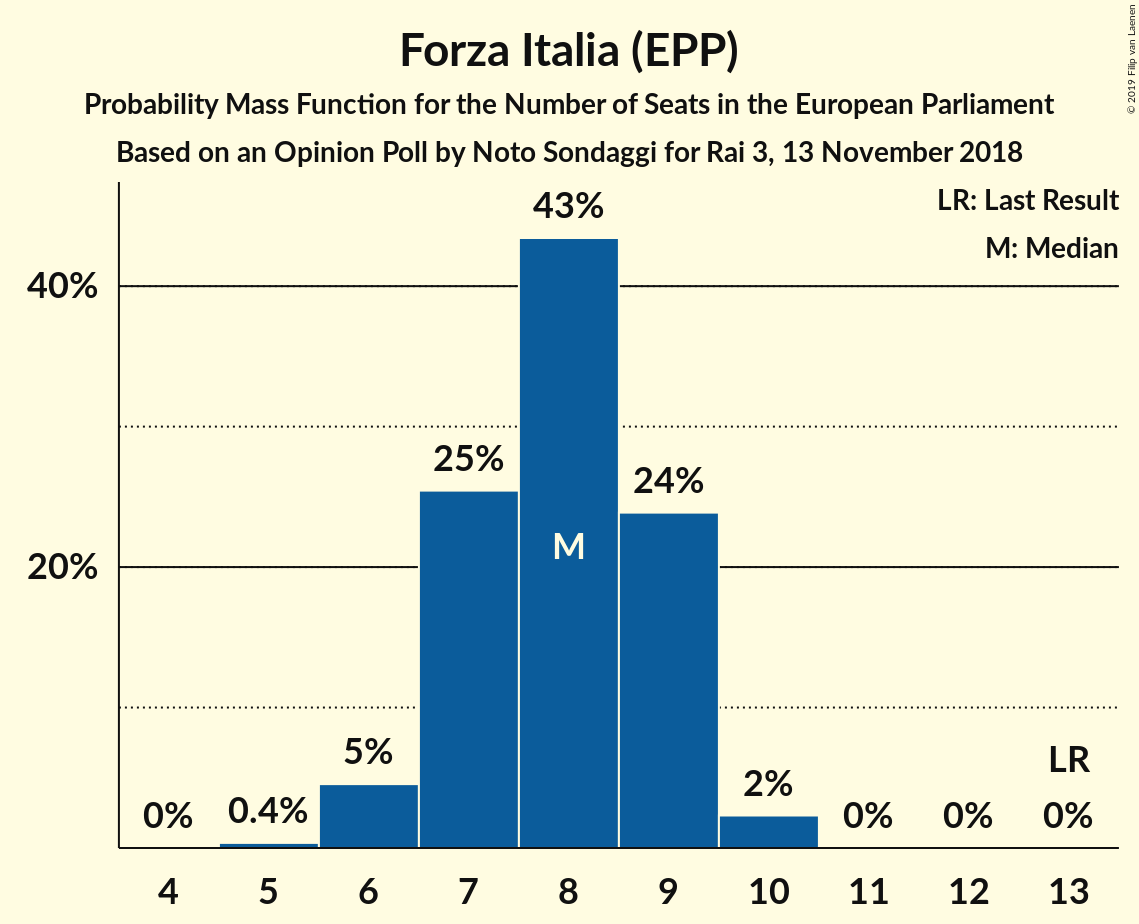 Forza Italia (EPP)
Probability Mass Function for the Number of Seats in the European Parliament
Based on an Opinion Poll by Noto Sondaggi for Rai 3, 13 November 2018
© 2019 Filip van Laenen
LR: Last Result
M: Median
40%
20%
0%
0.4%
5%
25%
43%
M
24%
2%
0%
0%
LR
0%
4 5 6 7 8 9 10 11 12 13